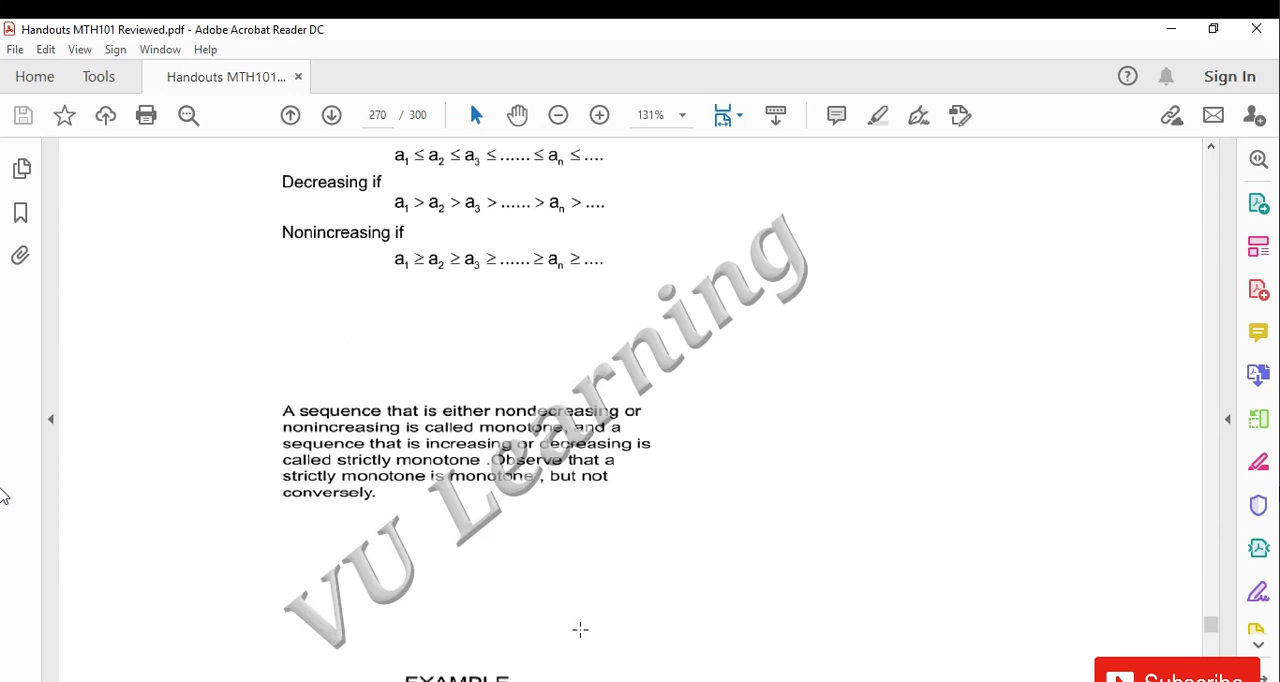 Handouts MTH101 Reviewed.pdf - Adobe Acrobat Reader DC
File Edit View Sign Window Help
Home Tools Handouts MTH101... × Sign In
270 / 300 131%
a₁ ≤ a₂ ≤ a₃ ≤ ...... ≤ aₙ ≤ ....
Decreasing if
a₁ > a₂ > a₃ > ...... > aₙ > ....
Nonincreasing if
a₁ ≥ a₂ ≥ a₃ ≥ ...... ≥ aₙ ≥ ....
A sequence that is either nondecreasing or
nonincreasing is called monotone, and a
sequence that is increasing or decreasing is
called strictly monotone .Observe that a
strictly monotone is monotone , but not
conversely.
VU Learning
EXAMPLE
Subscribe